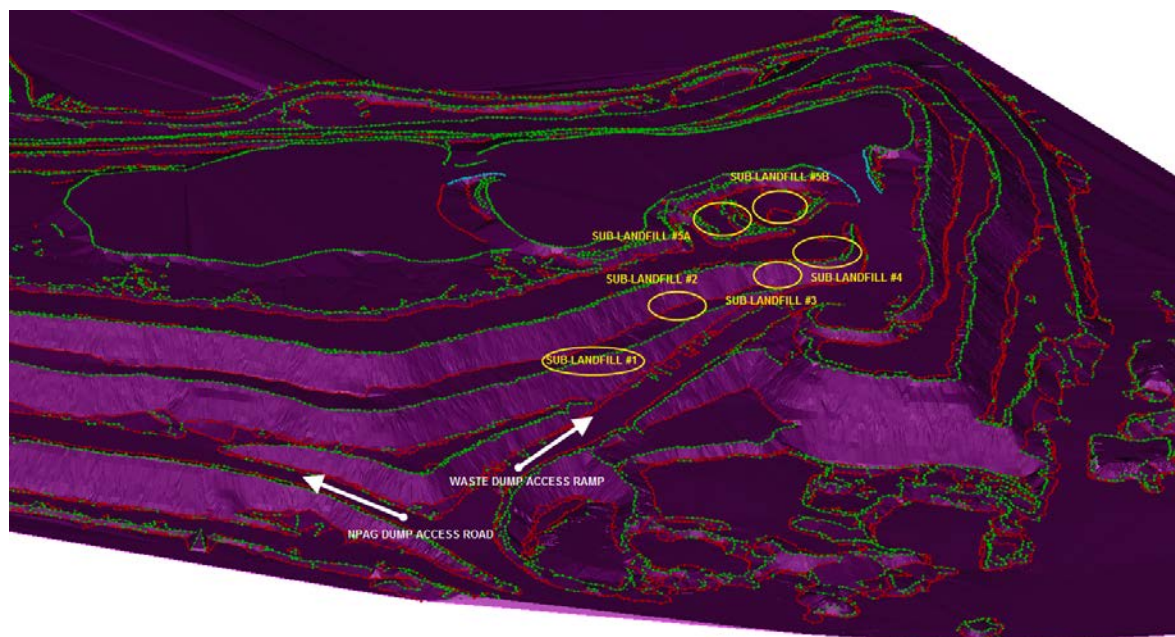 SUB-LANDFILL #5B
SUB-LANDFILL #5A
SUB-LANDFILL #2
SUB-LANDFILL #4
SUB-LANDFILL #3
SUB-LANDFILL #1
WASTE DUMP ACCESS RAMP
NPAG DUMP ACCESS ROAD